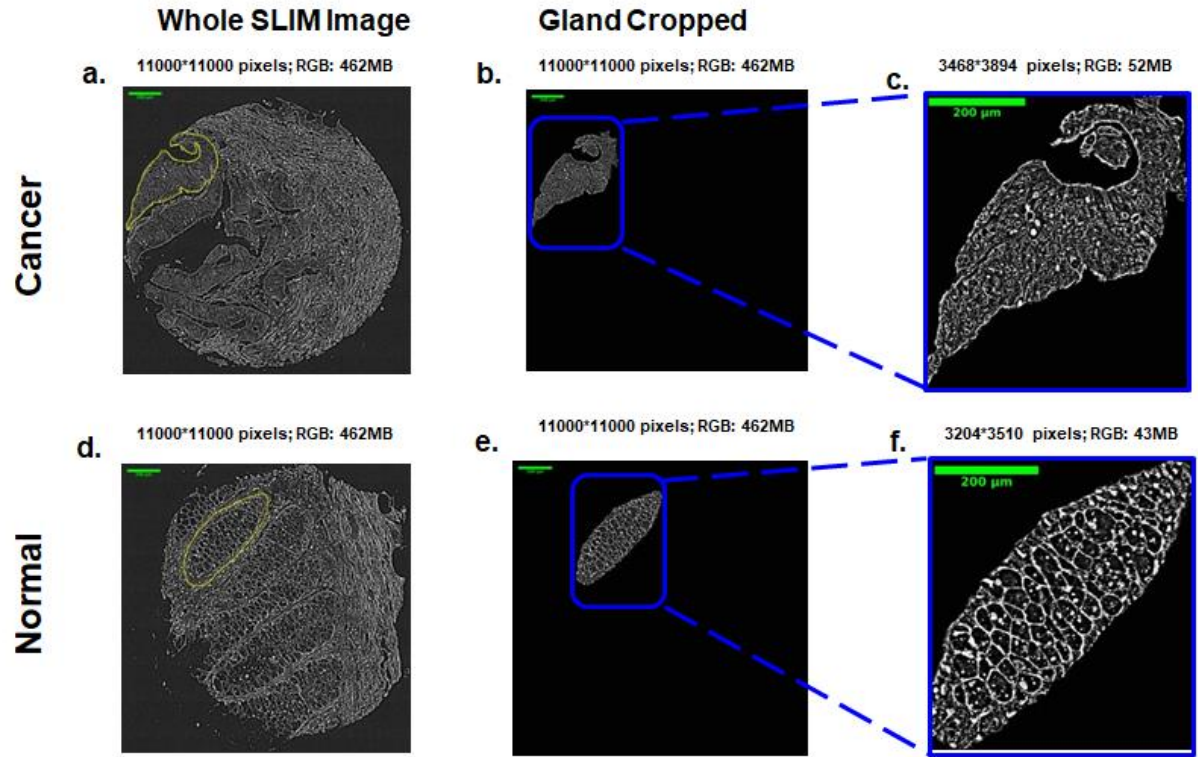 Whole SLIM Image
Gland Cropped
a.
11000*11000 pixels; RGB: 462MB
b.
11000*11000 pixels; RGB: 462MB
c.
3468*3894 pixels; RGB: 52MB
200 μm
Cancer
d.
11000*11000 pixels; RGB: 462MB
e.
11000*11000 pixels; RGB: 462MB
f.
3204*3510 pixels; RGB: 43MB
200 μm
Normal